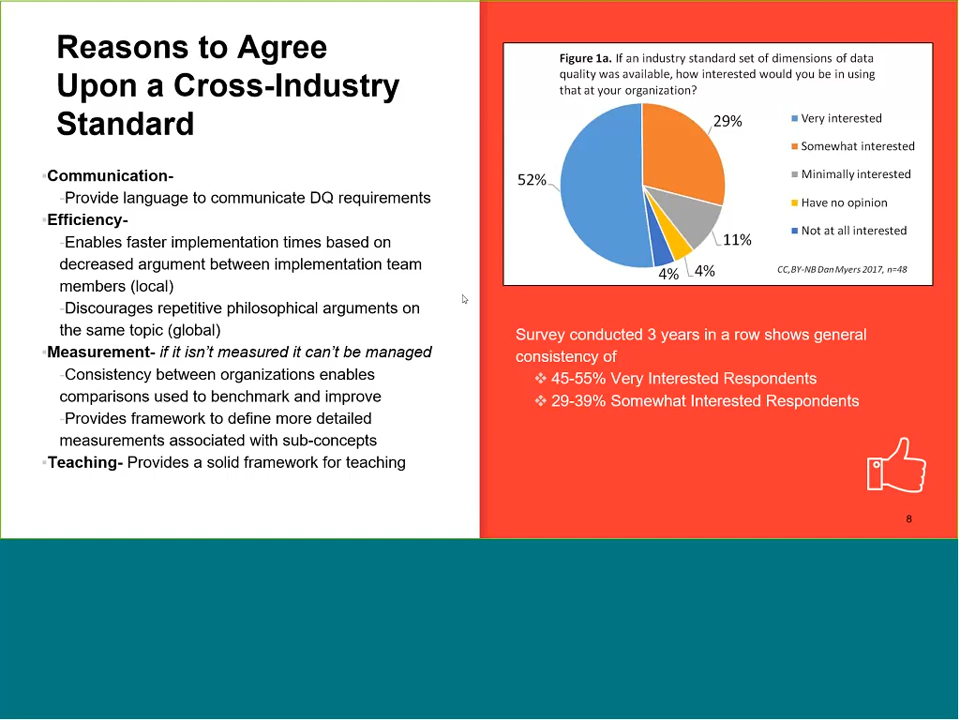 Reasons to Agree
Upon a Cross-Industry
Standard
Communication-
-Provide language to communicate DQ requirements
Efficiency-
-Enables faster implementation times based on
decreased argument between implementation team
members (local)
-Discourages repetitive philosophical arguments on
the same topic (global)
Measurement- if it isn't measured it can't be managed
-Consistency between organizations enables
comparisons used to benchmark and improve
-Provides framework to define more detailed
measurements associated with sub-concepts
Teaching- Provides a solid framework for teaching
Figure 1a. If an industry standard set of dimensions of data
quality was available, how interested would you be in using
that at your organization?
29%
52%
11%
4%
4%
Very interested
Somewhat interested
Minimally interested
Have no opinion
Not at all interested
CC,BY-NB Dan Myers 2017, n=48
Survey conducted 3 years in a row shows general
consistency of
❖ 45-55% Very Interested Respondents
❖ 29-39% Somewhat Interested Respondents
8